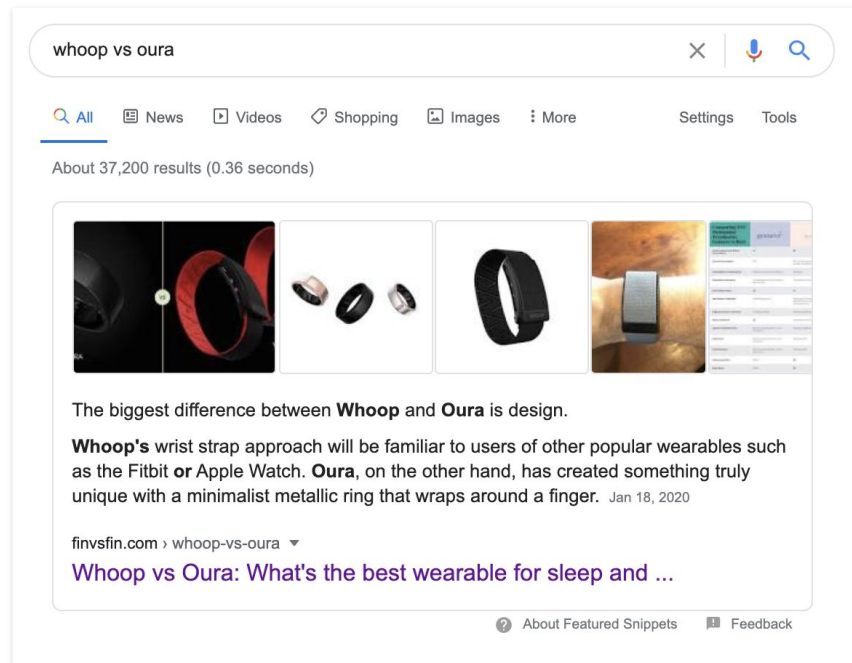 whoop vs oura
All News Videos Shopping Images More Settings Tools
About 37,200 results (0.36 seconds)
VS
The biggest difference between Whoop and Oura is design.
Whoop's wrist strap approach will be familiar to users of other popular wearables such
as the Fitbit or Apple Watch. Oura, on the other hand, has created something truly
unique with a minimalist metallic ring that wraps around a finger. Jan 18, 2020
finvsfin.com › whoop-vs-oura
Whoop vs Oura: What's the best wearable for sleep and ...
About Featured Snippets Feedback